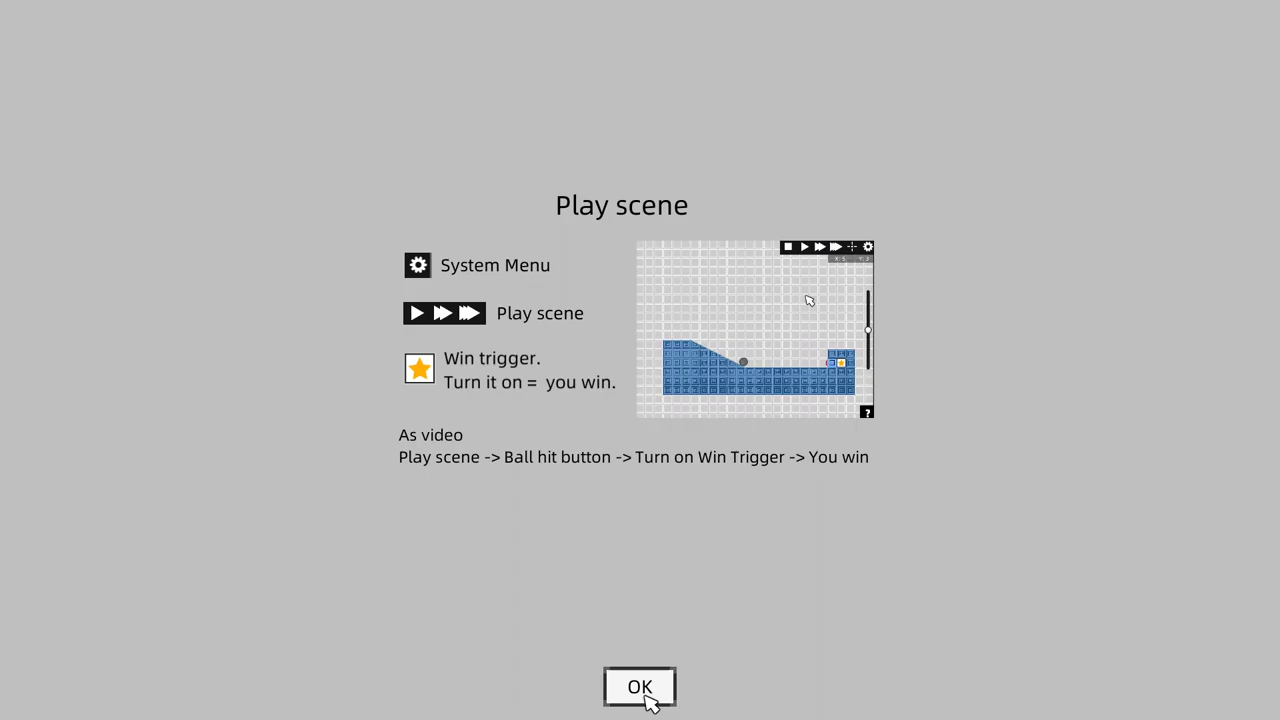 Play scene
System Menu
Play scene
Win trigger.
Turn it on = you win.
?
As video
Play scene -> Ball hit button -> Turn on Win Trigger -> You win
OK